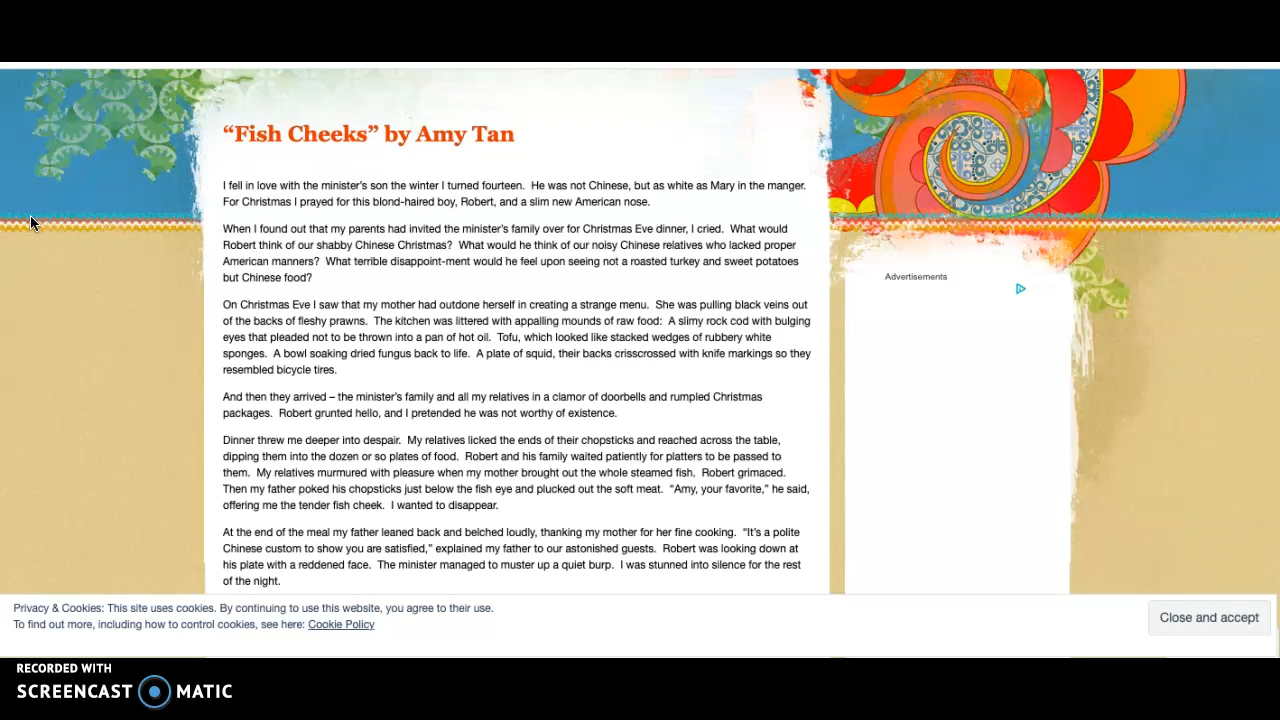 “Fish Cheeks” by Amy Tan
I fell in love with the minister’s son the winter I turned fourteen.  He was not Chinese, but as white as Mary in the manger.
For Christmas I prayed for this blond-haired boy, Robert, and a slim new American nose.
When I found out that my parents had invited the minister’s family over for Christmas Eve dinner, I cried.  What would
Robert think of our shabby Chinese Christmas?  What would he think of our noisy Chinese relatives who lacked proper
American manners?  What terrible disappoint-ment would he feel upon seeing not a roasted turkey and sweet potatoes
but Chinese food?
On Christmas Eve I saw that my mother had outdone herself in creating a strange menu.  She was pulling black veins out
of the backs of fleshy prawns.  The kitchen was littered with appalling mounds of raw food:  A slimy rock cod with bulging
eyes that pleaded not to be thrown into a pan of hot oil.  Tofu, which looked like stacked wedges of rubbery white
sponges.  A bowl soaking dried fungus back to life.  A plate of squid, their backs crisscrossed with knife markings so they
resembled bicycle tires.
And then they arrived – the minister’s family and all my relatives in a clamor of doorbells and rumpled Christmas
packages.  Robert grunted hello, and I pretended he was not worthy of existence.
Dinner threw me deeper into despair.  My relatives licked the ends of their chopsticks and reached across the table,
dipping them into the dozen or so plates of food.  Robert and his family waited patiently for platters to be passed to
them.  My relatives murmured with pleasure when my mother brought out the whole steamed fish.  Robert grimaced.
Then my father poked his chopsticks just below the fish eye and plucked out the soft meat.  “Amy, your favorite,” he said,
offering me the tender fish cheek.  I wanted to disappear.
At the end of the meal my father leaned back and belched loudly, thanking my mother for her fine cooking.  “It’s a polite
Chinese custom to show you are satisfied,” explained my father to our astonished guests.  Robert was looking down at
his plate with a reddened face.  The minister managed to muster up a quiet burp.  I was stunned into silence for the rest
of the night.
Advertisements
Privacy & Cookies: This site uses cookies. By continuing to use this website, you agree to their use.
To find out more, including how to control cookies, see here: Cookie Policy
Close and accept
RECORDED WITH
SCREENCAST MATIC